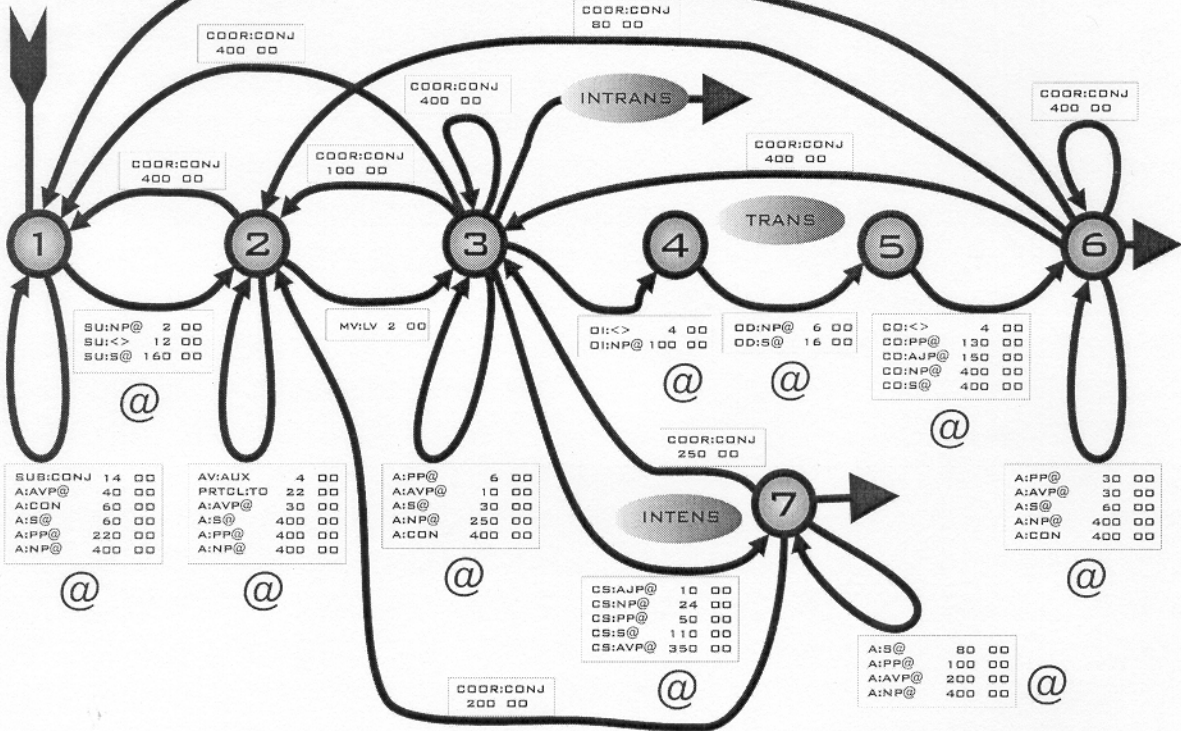 COOR:CONJ
80 00
COOR:CONJ
400 00
COOR:CONJ
400 00
INTRANS
COOR:CONJ
400 00
COOR:CONJ
400 00
COOR:CONJ
100 00
COOR:CONJ
400 00
TRANS
1
2
3
4
5
6
SU:NP@ 2 00
SU:<> 12 00
SU:S@ 160 00
@
MV:LV 2 00
OI:<> 4 00
OI:NP@ 100 00
@
OD:NP@ 6 00
OD:S@ 16 00
@
CO:<> 4 00
CO:PP@ 130 00
CO:AJP@ 150 00
CO:NP@ 400 00
CO:S@ 400 00
@
COOR:CONJ
250 00
SUB:CONJ 14 00
A:AVP@ 40 00
A:CON 60 00
A:S@ 60 00
A:PP@ 220 00
A:NP@ 400 00
@
AV:AUX 4 00
PRTCL:TO 22 00
A:AVP@ 30 00
A:S@ 400 00
A:PP@ 400 00
A:NP@ 400 00
@
A:PP@ 6 00
A:AVP@ 10 00
A:S@ 30 00
A:NP@ 250 00
A:CON 400 00
@
INTENS
7
A:PP@ 30 00
A:AVP@ 30 00
A:S@ 60 00
A:NP@ 400 00
A:CON 400 00
@
CS:AJP@ 10 00
CS:NP@ 24 00
CS:PP@ 50 00
CS:S@ 110 00
CS:AVP@ 350 00
@
A:S@ 80 00
A:PP@ 100 00
A:AVP@ 200 00
A:NP@ 400 00
@
COOR:CONJ
200 00